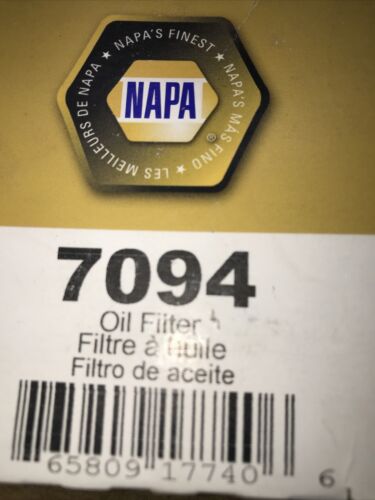 NAPA'S FINEST ★ NAPA'S MAS FINO ★ LES MEILLEURS DE NAPA ★
NAPA
®
7094
Oil Filter
Filtre à huile
Filtro de aceite
65809 17740 6